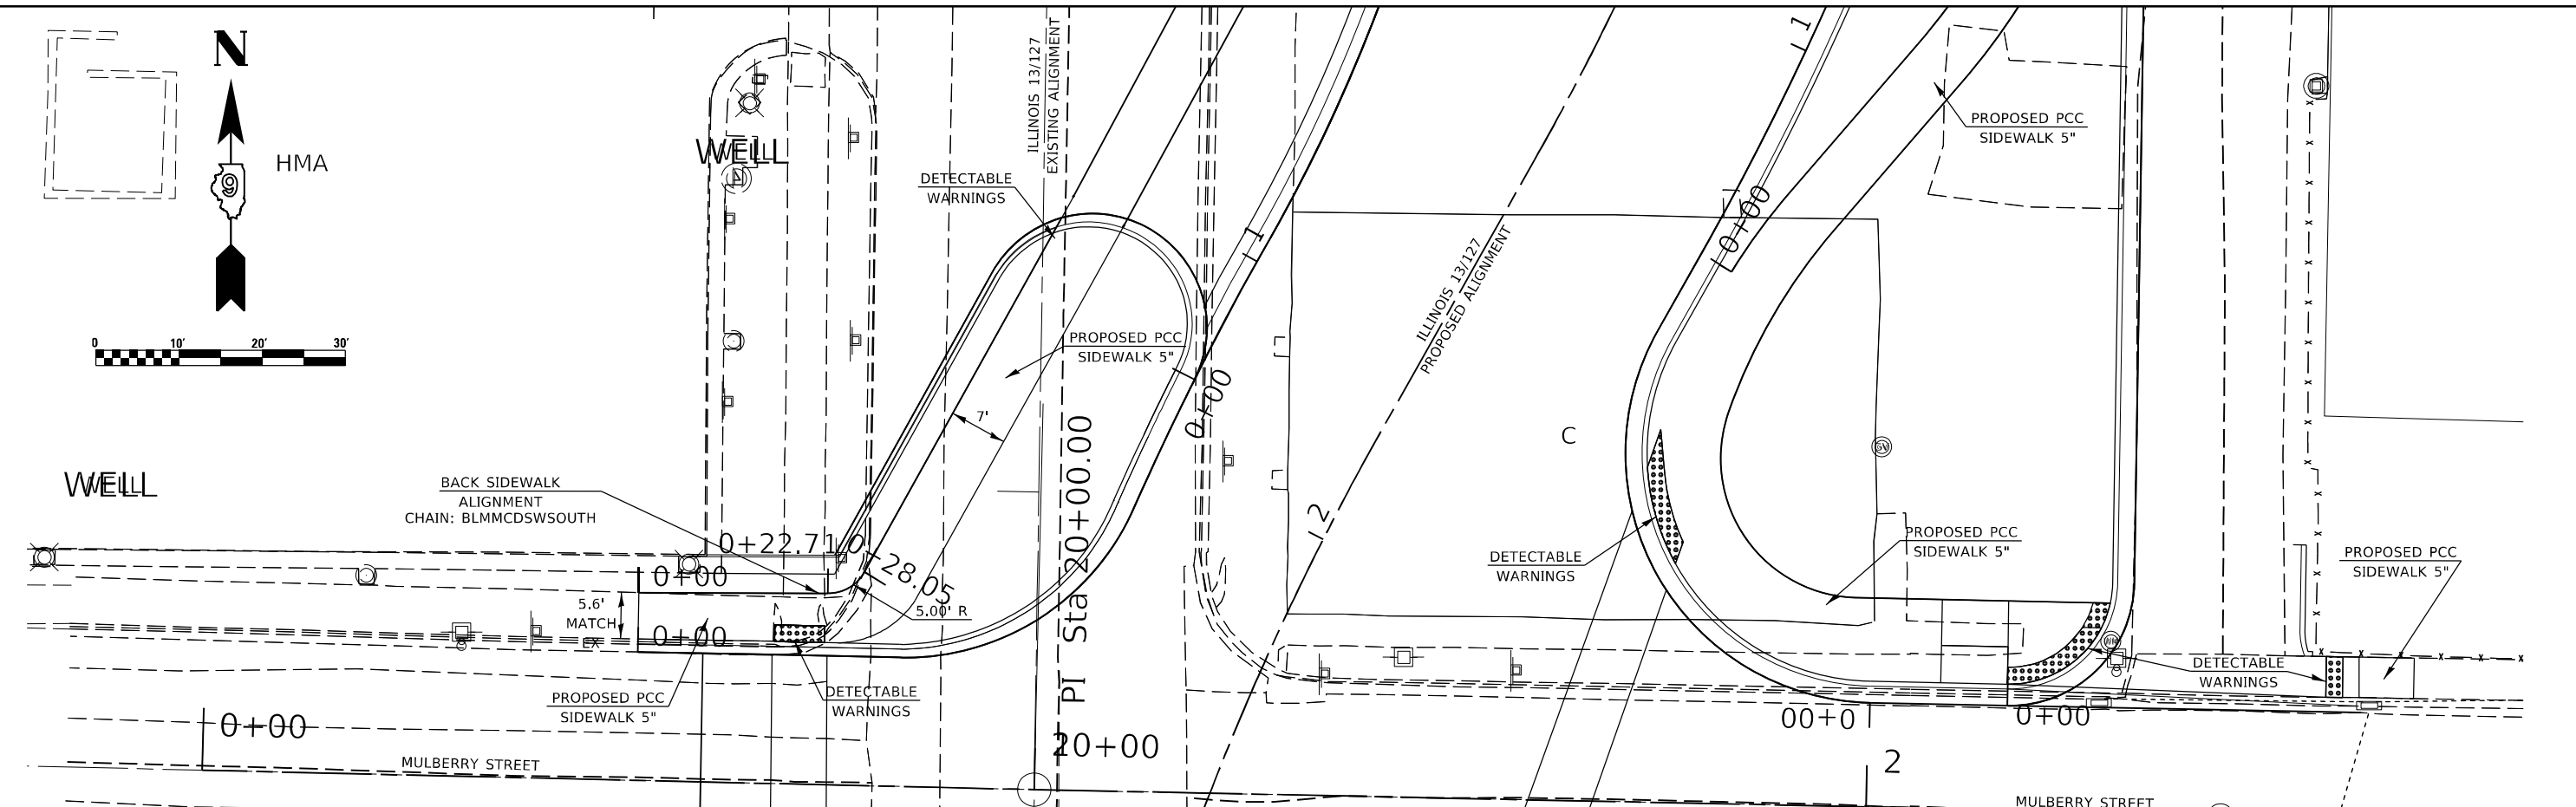 N
9
HMA
0 10' 20' 30'
WELL
WELL
ILLINOIS 13/127
EXISTING ALIGNMENT
DETECTABLE
WARNINGS
PROPOSED PCC
SIDEWALK 5"
7'
1
0+00
PI Sta 20+00.00
BACK SIDEWALK
ALIGNMENT
CHAIN: BLMMCDSWSOUTH
0+22.71
0+28.05
5.00' R
0+00
5.6'
MATCH
EX
0+00
PROPOSED PCC
SIDEWALK 5"
DETECTABLE
WARNINGS
0+00
MULBERRY STREET
20+00
ILLINOIS 13/127
PROPOSED ALIGNMENT
2
C
1
0+00
PROPOSED PCC
SIDEWALK 5"
DETECTABLE
WARNINGS
PROPOSED PCC
SIDEWALK 5"
PROPOSED PCC
SIDEWALK 5"
DETECTABLE
WARNINGS
00+0
0+00
2
MULBERRY STREET